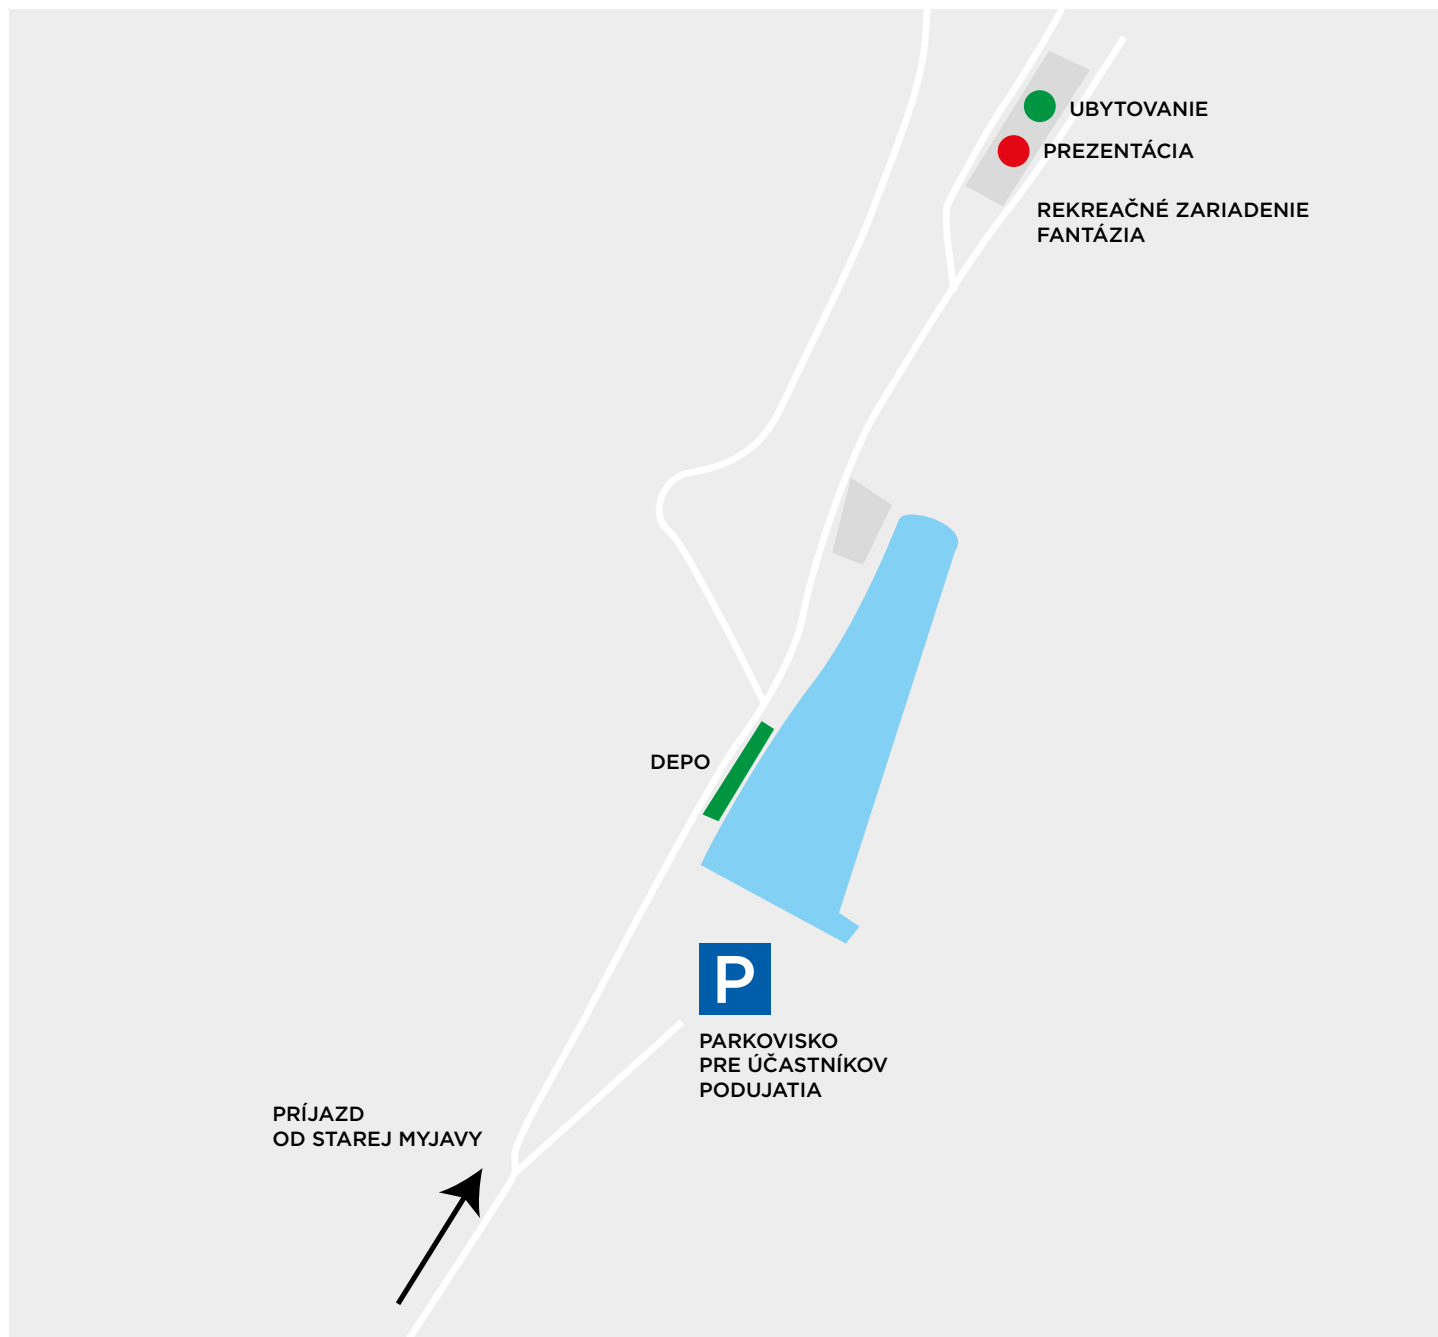 UBYTOVANIE
PREZENTÁCIA
REKREAČNÉ ZARIADENIE
FANTÁZIA
DEPO
P
PARKOVISKO
PRE ÚČASTNÍKOV
PODUJATIA
PRÍJAZD
OD STAREJ MYJAVY